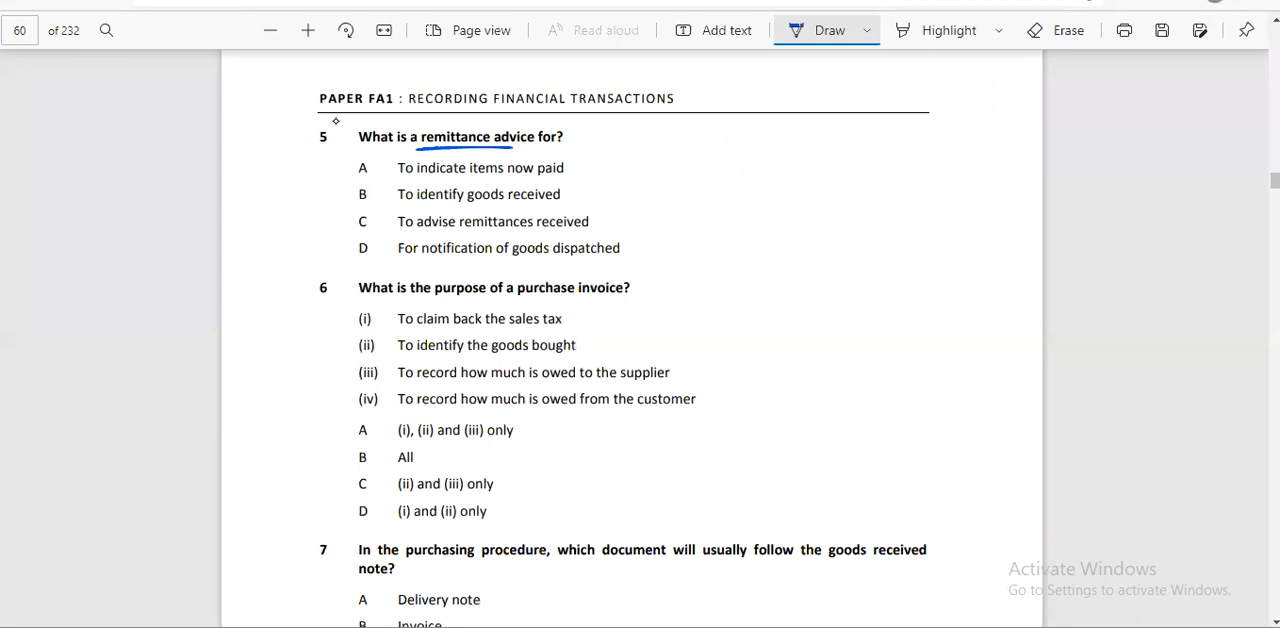 60 of 232 Page view Read aloud Add text Draw Highlight Erase
PAPER FA1 : RECORDING FINANCIAL TRANSACTIONS
5 What is a remittance advice for?
A To indicate items now paid
B To identify goods received
C To advise remittances received
D For notification of goods dispatched
6 What is the purpose of a purchase invoice?
(i) To claim back the sales tax
(ii) To identify the goods bought
(iii) To record how much is owed to the supplier
(iv) To record how much is owed from the customer
A (i), (ii) and (iii) only
B All
C (ii) and (iii) only
D (i) and (ii) only
7 In the purchasing procedure, which document will usually follow the goods received
note?
A Delivery note
B Invoice
Activate Windows
Go to Settings to activate Windows.